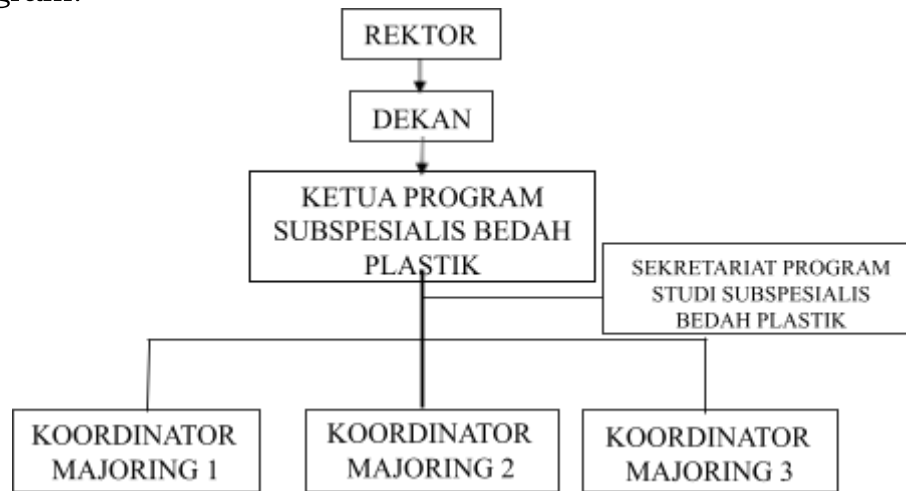 REKTOR
DEKAN
KETUA PROGRAM
SUBSPESIALIS BEDAH
PLASTIK
SEKRETARIAT PROGRAM
STUDI SUBSPESIALIS
BEDAH PLASTIK
KOORDINATOR
MAJORING 1
KOORDINATOR
MAJORING 2
KOORDINATOR
MAJORING 3